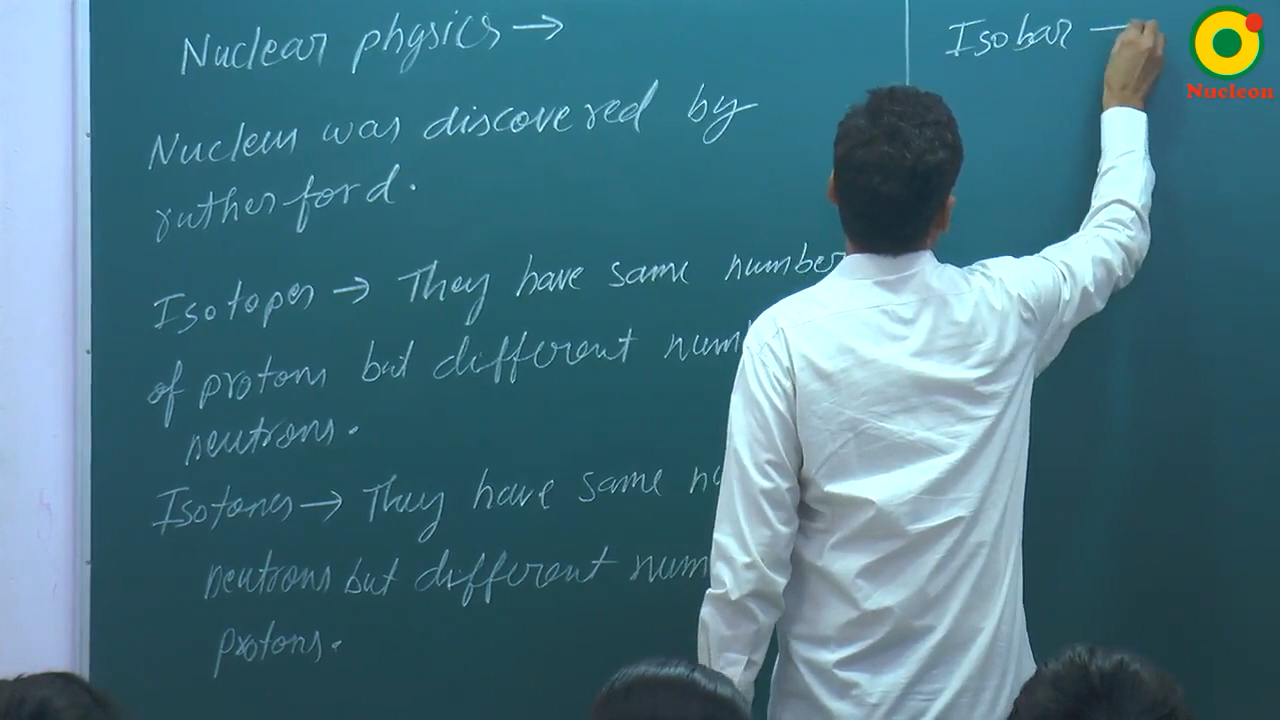 Nuclear physics →
Nucleus was discovered by
rutherford.
Isotopes → They have same number
of protons but different num
neutrons.
Isotones → They have same n
neutrons but different num
protons.
Isobar —
Nucleon